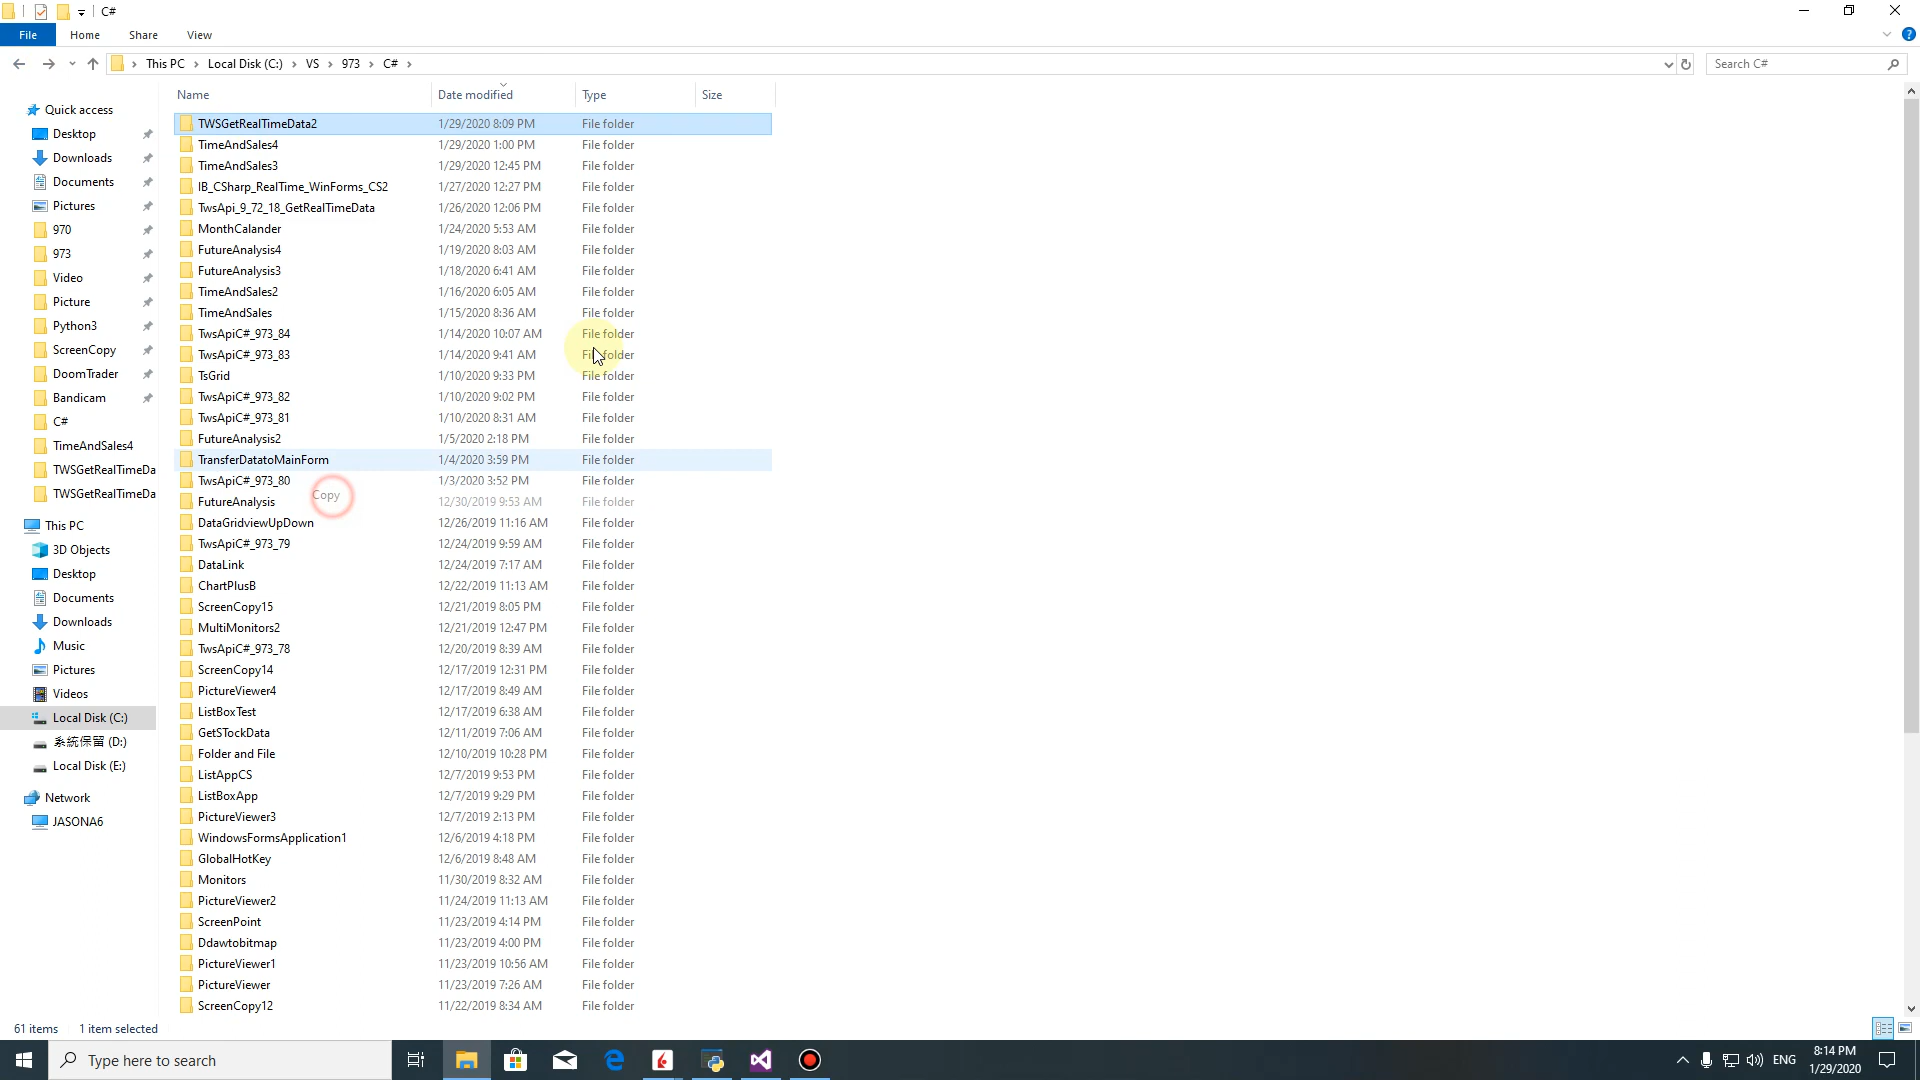 C#
File Home Share View
This PC Local Disk (C:) VS 973 C#
Search C#
Name Date modified Type Size
Quick access
Desktop
Downloads
Documents
Pictures
970
973
Video
Picture
Python3
ScreenCopy
DoomTrader
Bandicam
C#
TimeAndSales4
TWSGetRealTimeDa
TWSGetRealTimeDa
This PC
3D Objects
Desktop
Documents
Downloads
Music
Pictures
Videos
Local Disk (C:)
系統保留 (D:)
Local Disk (E:)
Network
JASONA6
TWSGetRealTimeData2 1/29/2020 8:09 PM File folder
TimeAndSales4 1/29/2020 1:00 PM File folder
TimeAndSales3 1/29/2020 12:45 PM File folder
IB_CSharp_RealTime_WinForms_CS2 1/27/2020 12:27 PM File folder
TwsApi_9_72_18_GetRealTimeData 1/26/2020 12:06 PM File folder
MonthCalander 1/24/2020 5:53 AM File folder
FutureAnalysis4 1/19/2020 8:03 AM File folder
FutureAnalysis3 1/18/2020 6:41 AM File folder
TimeAndSales2 1/16/2020 6:05 AM File folder
TimeAndSales 1/15/2020 8:36 AM File folder
TwsApiC#_973_84 1/14/2020 10:07 AM File folder
TwsApiC#_973_83 1/14/2020 9:41 AM File folder
TsGrid 1/10/2020 9:33 PM File folder
TwsApiC#_973_82 1/10/2020 9:02 PM File folder
TwsApiC#_973_81 1/10/2020 8:31 AM File folder
FutureAnalysis2 1/5/2020 2:18 PM File folder
TransferDatatoMainForm 1/4/2020 3:59 PM File folder
TwsApiC#_973_80 1/3/2020 3:52 PM File folder
Copy
FutureAnalysis 12/30/2019 9:53 AM File folder
DataGridviewUpDown 12/26/2019 11:16 AM File folder
TwsApiC#_973_79 12/24/2019 9:59 AM File folder
DataLink 12/24/2019 7:17 AM File folder
ChartPlusB 12/22/2019 11:13 AM File folder
ScreenCopy15 12/21/2019 8:05 PM File folder
MultiMonitors2 12/21/2019 12:47 PM File folder
TwsApiC#_973_78 12/20/2019 8:39 AM File folder
ScreenCopy14 12/17/2019 12:31 PM File folder
PictureViewer4 12/17/2019 8:49 AM File folder
ListBoxTest 12/17/2019 6:38 AM File folder
GetSTockData 12/11/2019 7:06 AM File folder
Folder and File 12/10/2019 10:28 PM File folder
ListAppCS 12/7/2019 9:53 PM File folder
ListBoxApp 12/7/2019 9:29 PM File folder
PictureViewer3 12/7/2019 2:13 PM File folder
WindowsFormsApplication1 12/6/2019 4:18 PM File folder
GlobalHotKey 12/6/2019 8:48 AM File folder
Monitors 11/30/2019 8:32 AM File folder
PictureViewer2 11/24/2019 11:13 AM File folder
ScreenPoint 11/23/2019 4:14 PM File folder
Ddawtobitmap 11/23/2019 4:00 PM File folder
PictureViewer1 11/23/2019 10:56 AM File folder
PictureViewer 11/23/2019 7:26 AM File folder
ScreenCopy12 11/22/2019 8:34 AM File folder
61 items 1 item selected
Type here to search
ENG
8:14 PM
1/29/2020